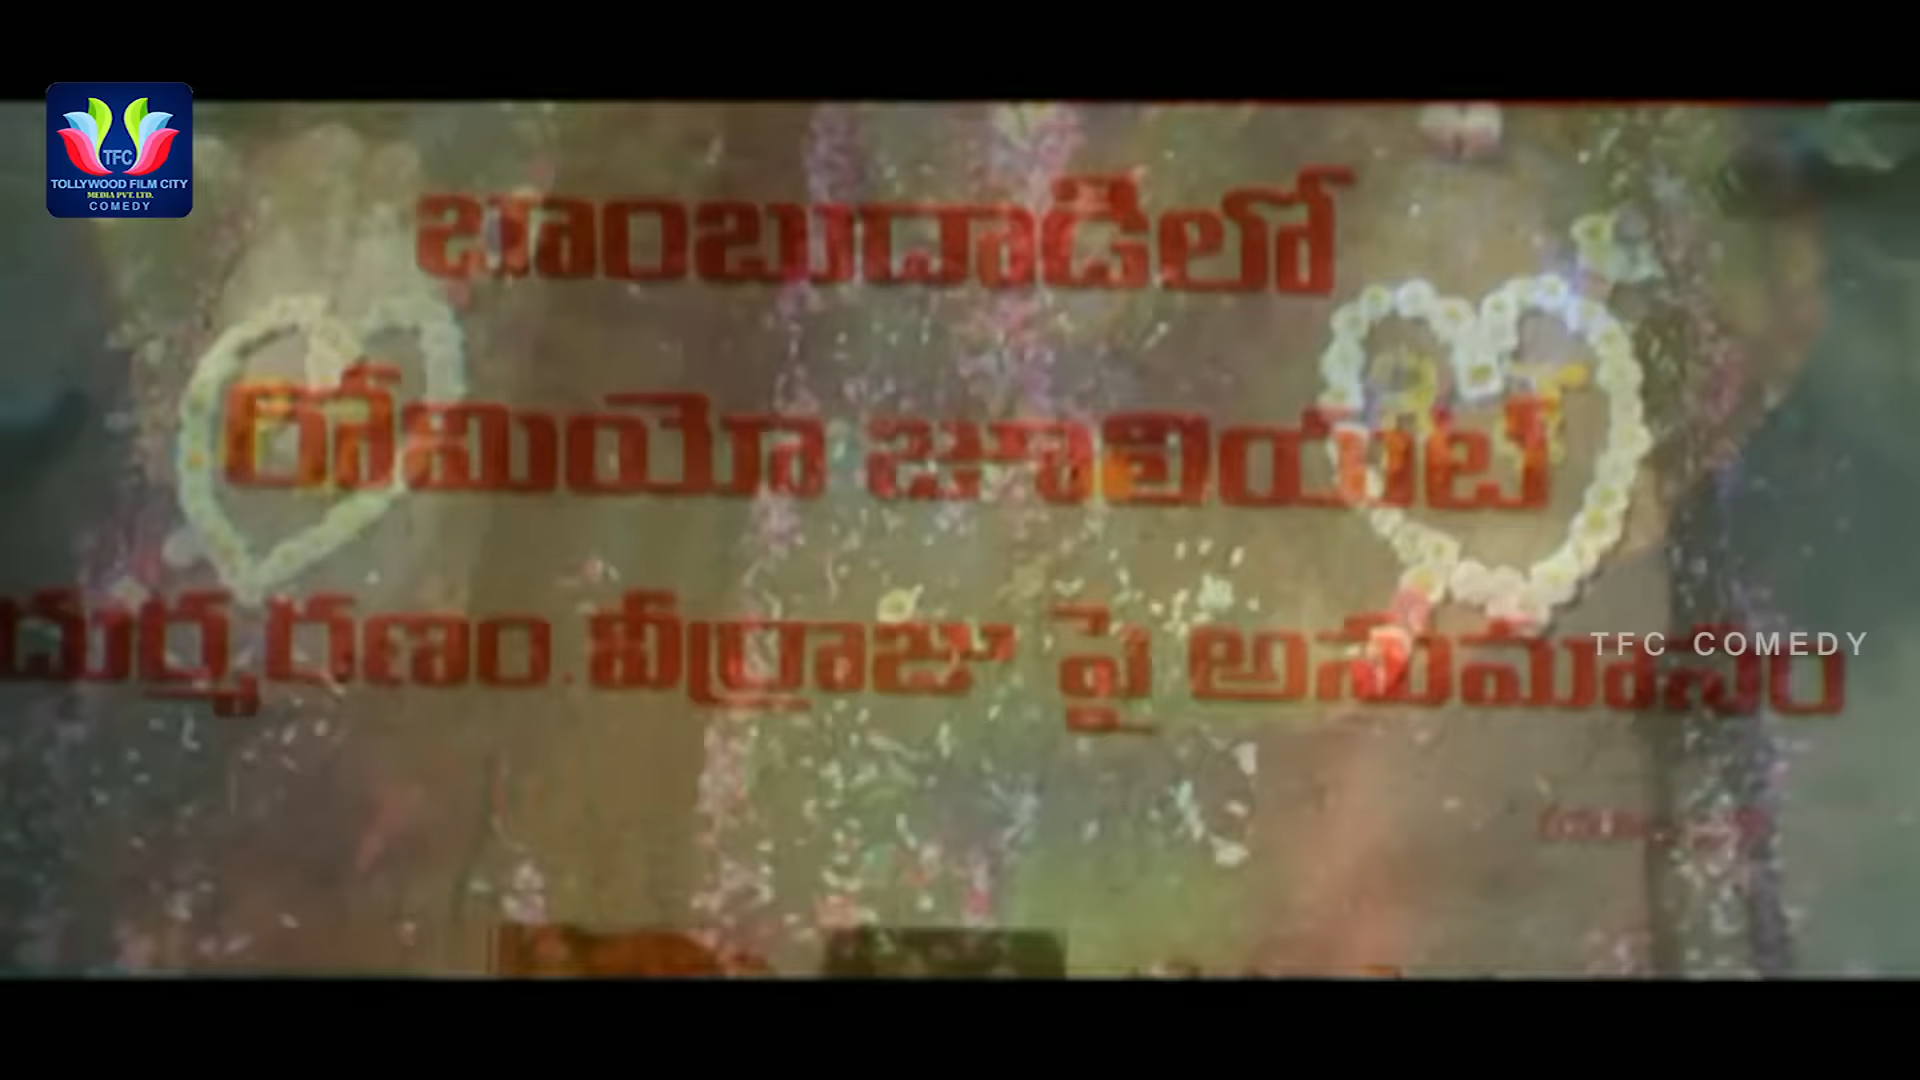 TFC
TOLLYWOOD FILM CITY
MEDIA PVT. LTD.
COMEDY
బాంబుదాడిలో
రోమియో జూలియట్
దుర్మరణం. వీర్రాజు పై అనుమానం
TFC COMEDY